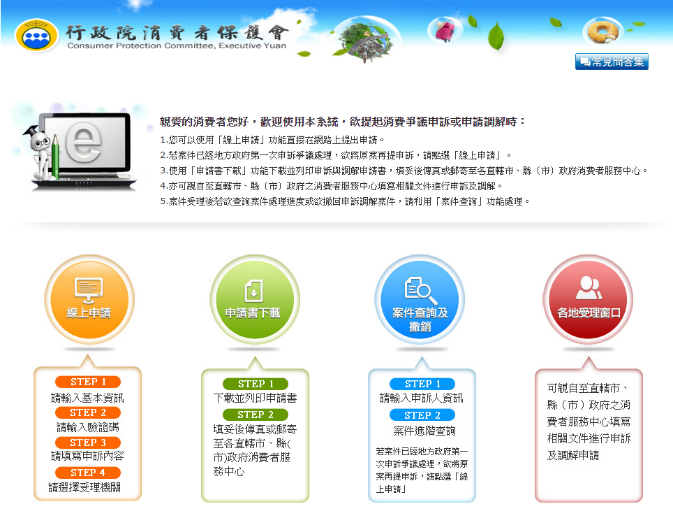 行政院消費者保護會
Consumer Protection Committee, Executive Yuan
常見問答集
親愛的消費者您好，歡迎使用本系統，欲提起消費爭議申訴或申請調解時：
1.您可以使用「線上申請」功能直接在網路上提出申請。
2.若案件已經地方政府第一次申訴爭議處理，欲將原案再提申訴，請點選「線上申請」。
3.使用「申請書下載」功能下載並列印申訴與調解申請書，填妥後傳真或郵寄至各直轄市、縣（市）政府消費者服務中心。
4.亦可親自至直轄市、縣（市）政府之消費者服務中心填寫相關文件進行申訴及調解。
5.案件受理後若欲查詢案件處理進度或欲撤回申訴調解案件，請利用「案件查詢」功能處理。
線上申請
STEP 1
請輸入基本資訊
STEP 2
請輸入驗證碼
STEP 3
請填寫申訴內容
STEP 4
請選擇受理機關
申請書下載
STEP 1
下載並列印申請書
STEP 2
填妥後傳真或郵寄
至各直轄市、縣(
市)政府消費者服
務中心
案件查詢及
撤銷
STEP 1
請輸入申訴人資訊
STEP 2
案件進階查詢
若案件已經地方政府第一
次申訴爭議處理，欲將原
案再提申訴，請點選「線
上申請」
各地受理窗口
可親自至直轄市、
縣（市）政府之消
費者服務中心填寫
相關文件進行申訴
及調解申請